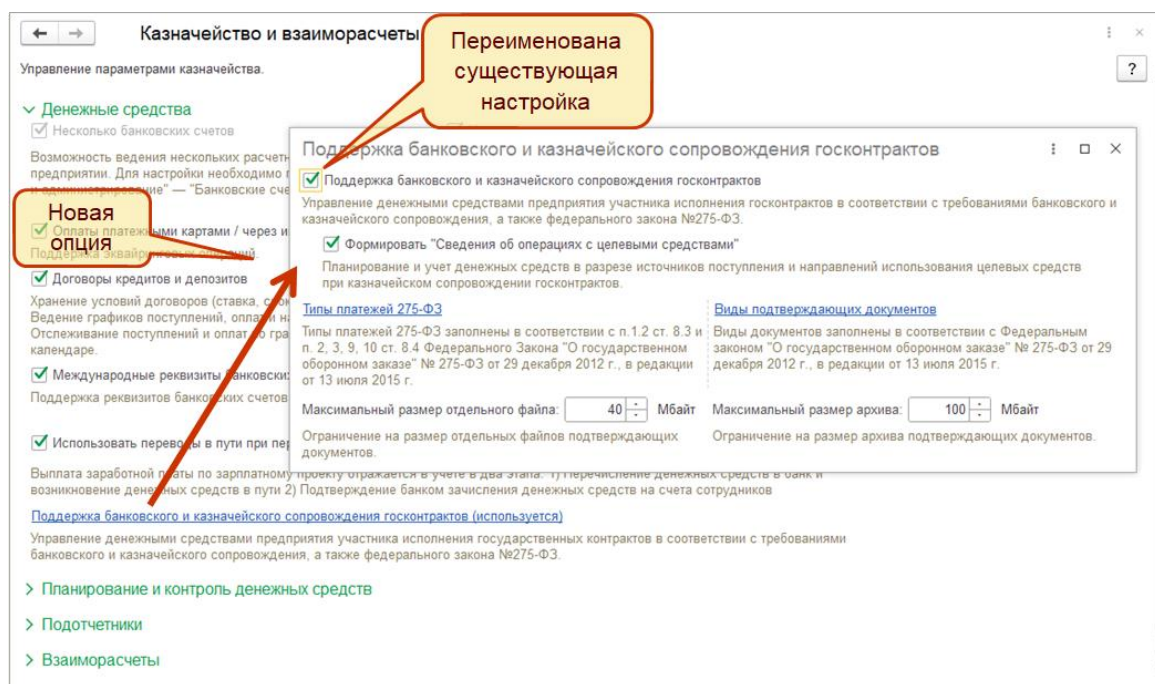 Казначейство и взаиморасчеты
Переименована
существующая
настройка
Управление параметрами казначейства.
?
Денежные средства
Несколько банковских счетов
Возможность ведения нескольких расчетн
предприятии. Для настройки необходимо
и администрирование" — "Банковские сче
Новая
опция
Оплаты платежными картами / через и
Поддержка эквайринговых операций.
Договоры кредитов и депозитов
Хранение условий договоров (ставка,
Ведение графиков поступлений, оплат и на
Отслеживание поступлений и оплат по гра
календаре.
Международные реквизиты банковских
Поддержка реквизитов банковских счетов
Использовать переводы в пути при пер
Выплата заработной платы по зарплатному проекту отражается в учете в два этапа: 1) Перечисление денежных средств в банк и
возникновение денежных средств в пути 2) Подтверждение банком зачисления денежных средств на счета сотрудников
Поддержка банковского и казначейского сопровождения госконтрактов (используется)
Управление денежными средствами предприятия участника исполнения государственных контрактов в соответствии с требованиями
банковского и казначейского сопровождения, а также федерального закона №275-ФЗ.
Планирование и контроль денежных средств
Подотчетники
Взаиморасчеты
Поддержка банковского и казначейского сопровождения госконтрактов
Поддержка банковского и казначейского сопровождения госконтрактов
Управление денежными средствами предприятия участника исполнения госконтрактов в соответствии с требованиями банковского и
казначейского сопровождения, а также федерального закона №275-ФЗ.
Формировать "Сведения об операциях с целевыми средствами"
Планирование и учет денежных средств в разрезе источников поступления и направлений использования целевых средств
при казначейском сопровождении госконтрактов.
Типы платежей 275-ФЗ
Типы платежей 275-ФЗ заполнены в соответствии с п.1.2 ст. 8.3 и
п. 2, 3, 9, 10 ст. 8.4 Федерального Закона "О государственном
оборонном заказе" № 275-ФЗ от 29 декабря 2012 г., в редакции
от 13 июля 2015 г.
Виды подтверждающих документов
Виды документов заполнены в соответствии с Федеральным
законом "О государственном оборонном заказе" № 275-ФЗ от 29
декабря 2012 г., в редакции от 13 июля 2015 г.
Максимальный размер отдельного файла: 40 Мбайт
Ограничение на размер отдельных файлов подтверждающих
документов.
Максимальный размер архива: 100 Мбайт
Ограничение на размер архива подтверждающих документов.